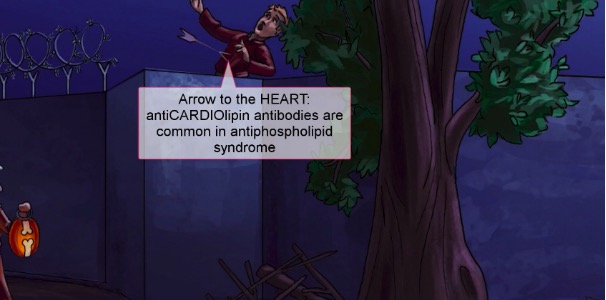 Arrow to the HEART:
antiCARDIOlipin antibodies are
common in antiphospholipid
syndrome